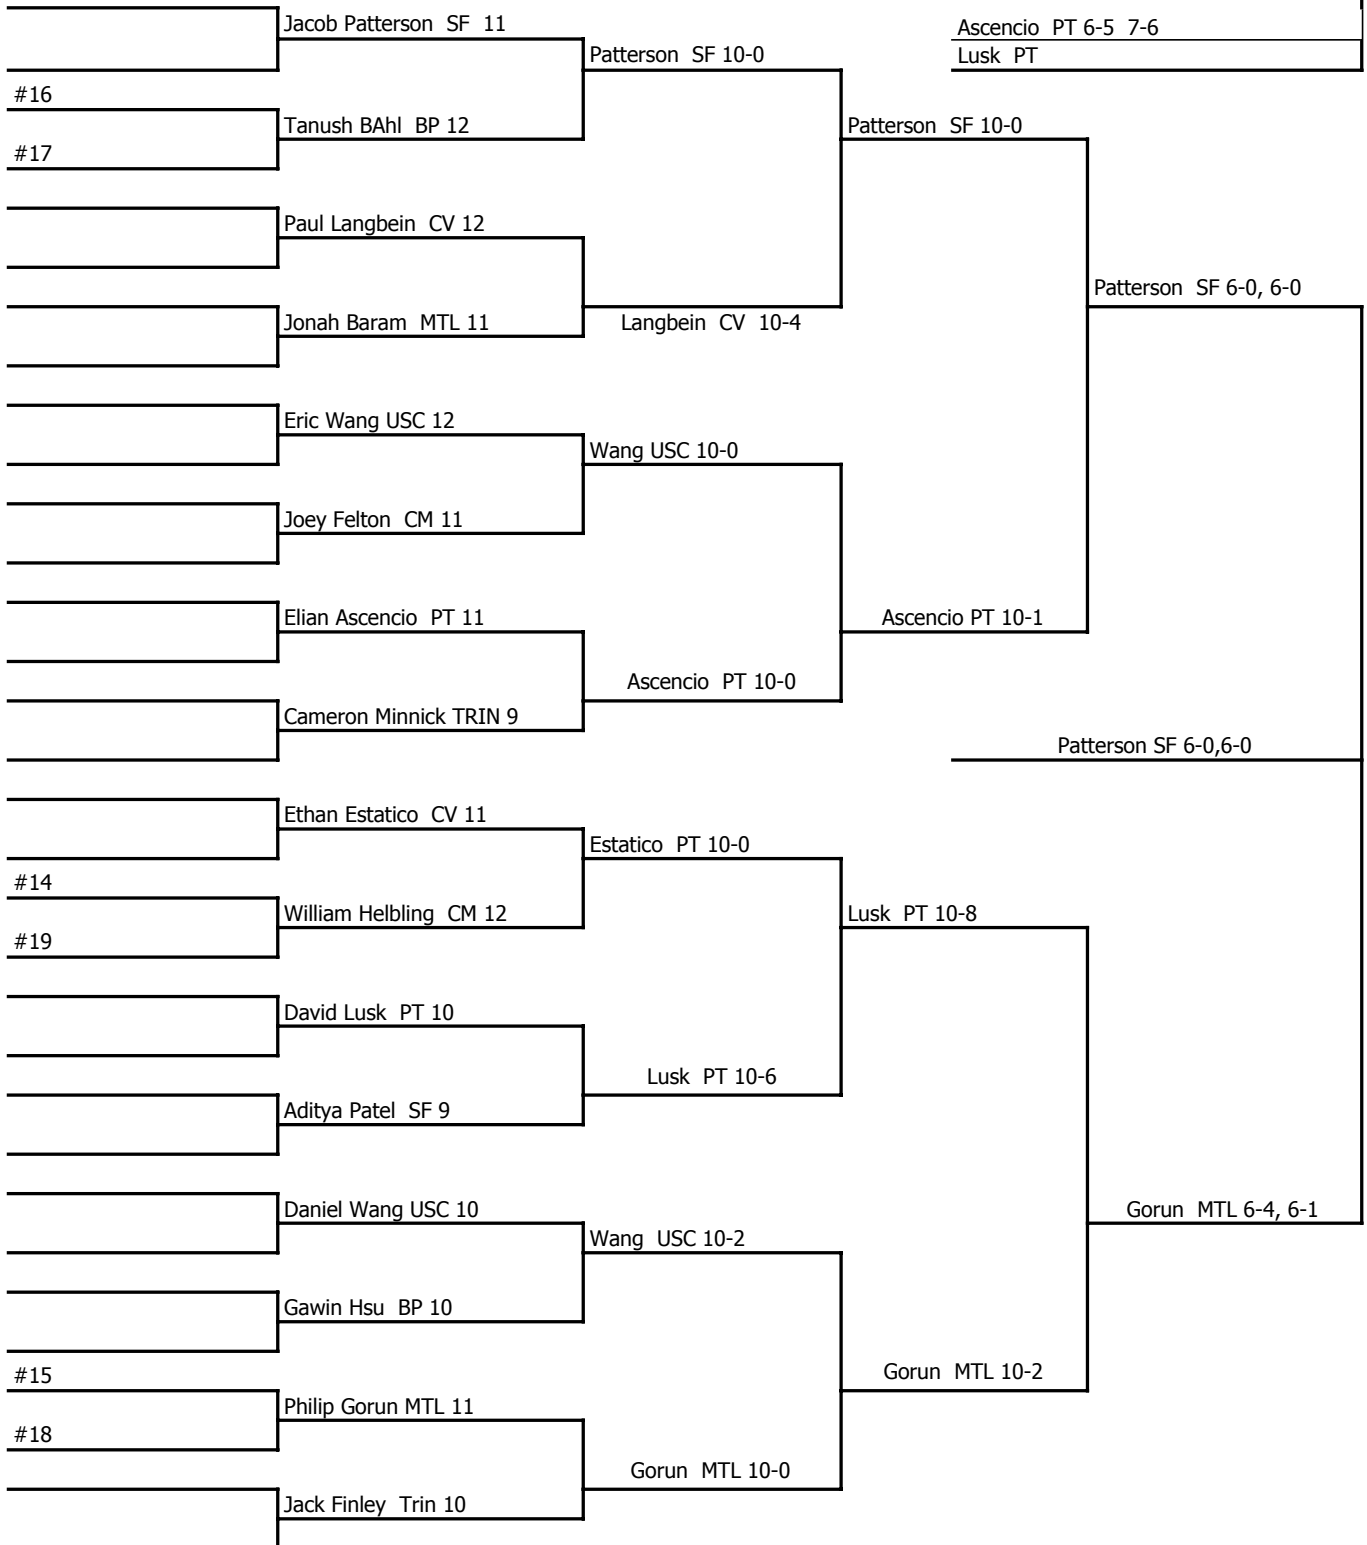 Jacob Patterson  SF  11
Ascencio  PT 6-5  7-6
Patterson  SF 10-0
Lusk  PT
#16
Tanush BAhl  BP 12
Patterson  SF 10-0
#17
Paul Langbein  CV 12
Patterson  SF 6-0, 6-0
Jonah Baram  MTL 11
Langbein  CV  10-4
Eric Wang USC 12
Wang USC 10-0
Joey Felton  CM 11
Elian Ascencio  PT 11
Ascencio PT 10-1
Ascencio  PT 10-0
Cameron Minnick TRIN 9
Patterson SF 6-0,6-0
Ethan Estatico  CV 11
Estatico  PT 10-0
#14
William Helbling  CM 12
Lusk  PT 10-8
#19
David Lusk  PT 10
Lusk  PT 10-6
Aditya Patel  SF 9
Daniel Wang USC 10
Gorun  MTL 6-4, 6-1
Wang  USC 10-2
Gawin Hsu  BP 10
#15
Gorun  MTL 10-2
Philip Gorun MTL 11
#18
Gorun  MTL 10-0
Jack Finley  Trin 10